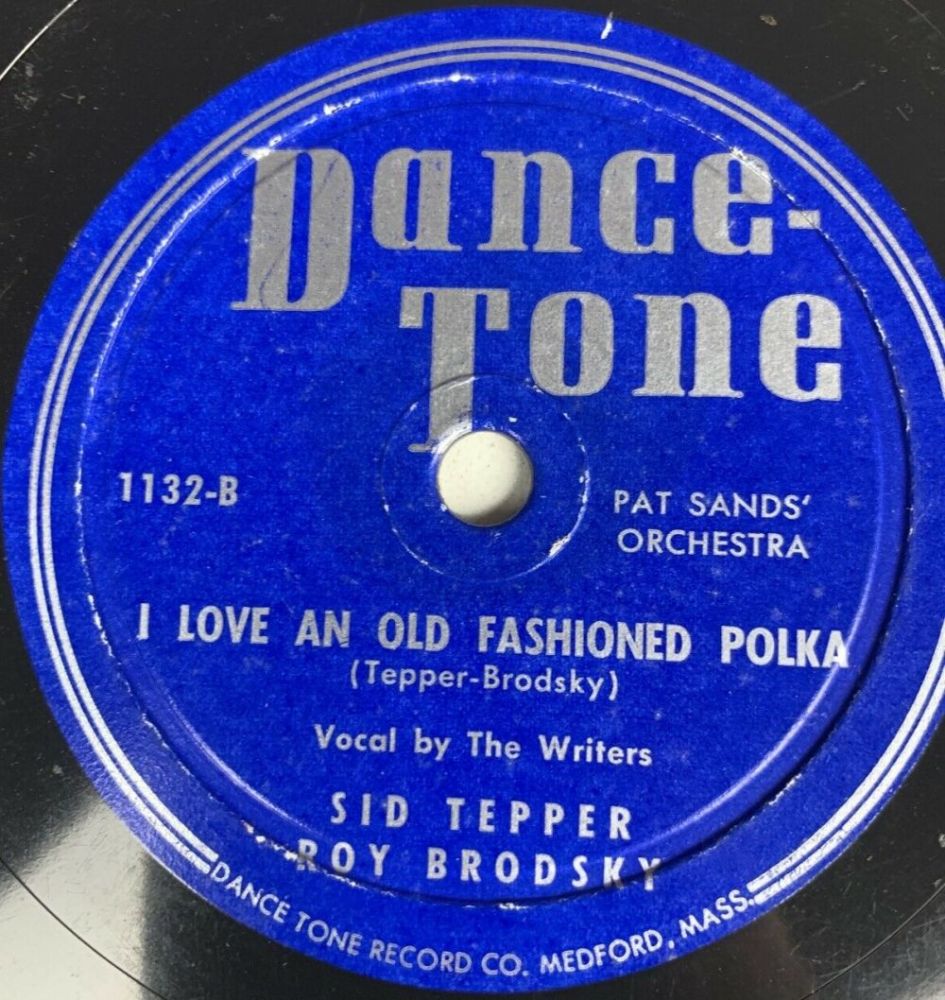 Dance-
Tone
1132-B
PAT SANDS'
ORCHESTRA
I LOVE AN OLD FASHIONED POLKA
(Tepper-Brodsky)
Vocal by The Writers
SID TEPPER
ROY BRODSKY
DANCE TONE RECORD CO. MEDFORD, MASS.